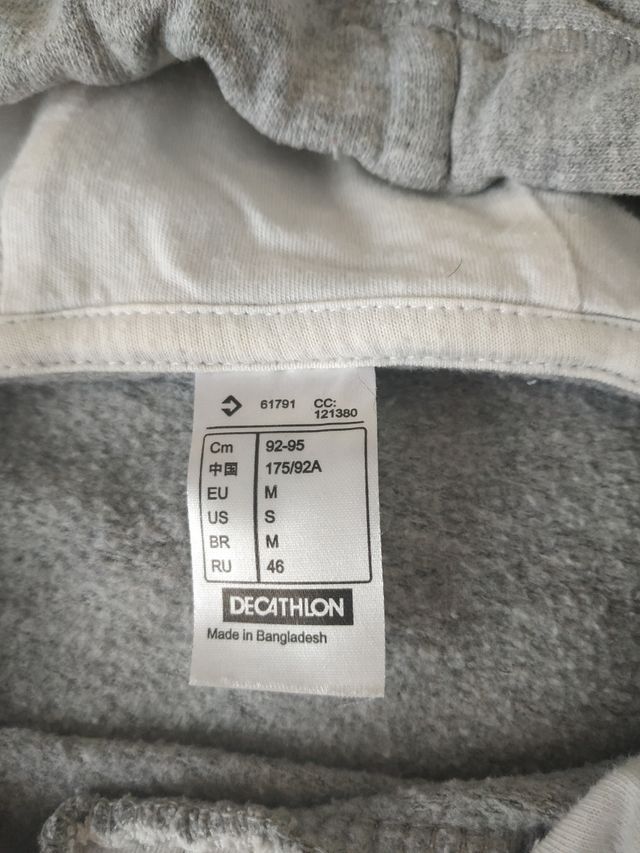 61791 CC:
121380
Cm 92-95
中国 175/92A
EU M
US S
BR M
RU 46
DECATHLON
Made in Bangladesh